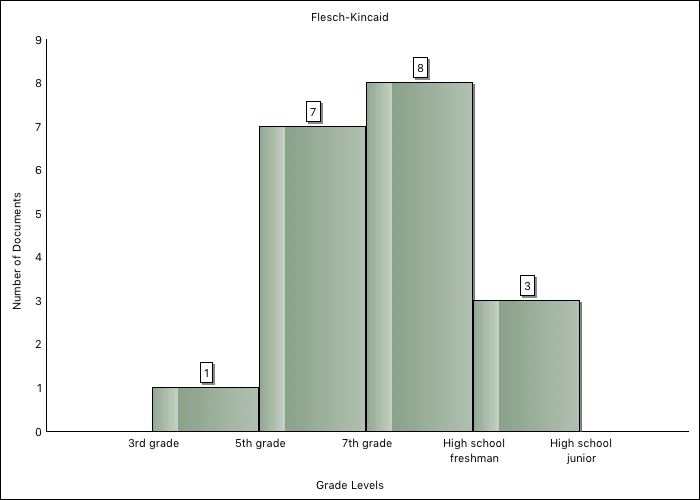 Flesch-Kincaid
9
8
7
6
5
4
3
2
1
0
Number of Documents
1
7
8
3
3rd grade
5th grade
7th grade
High school
freshman
High school
junior
Grade Levels